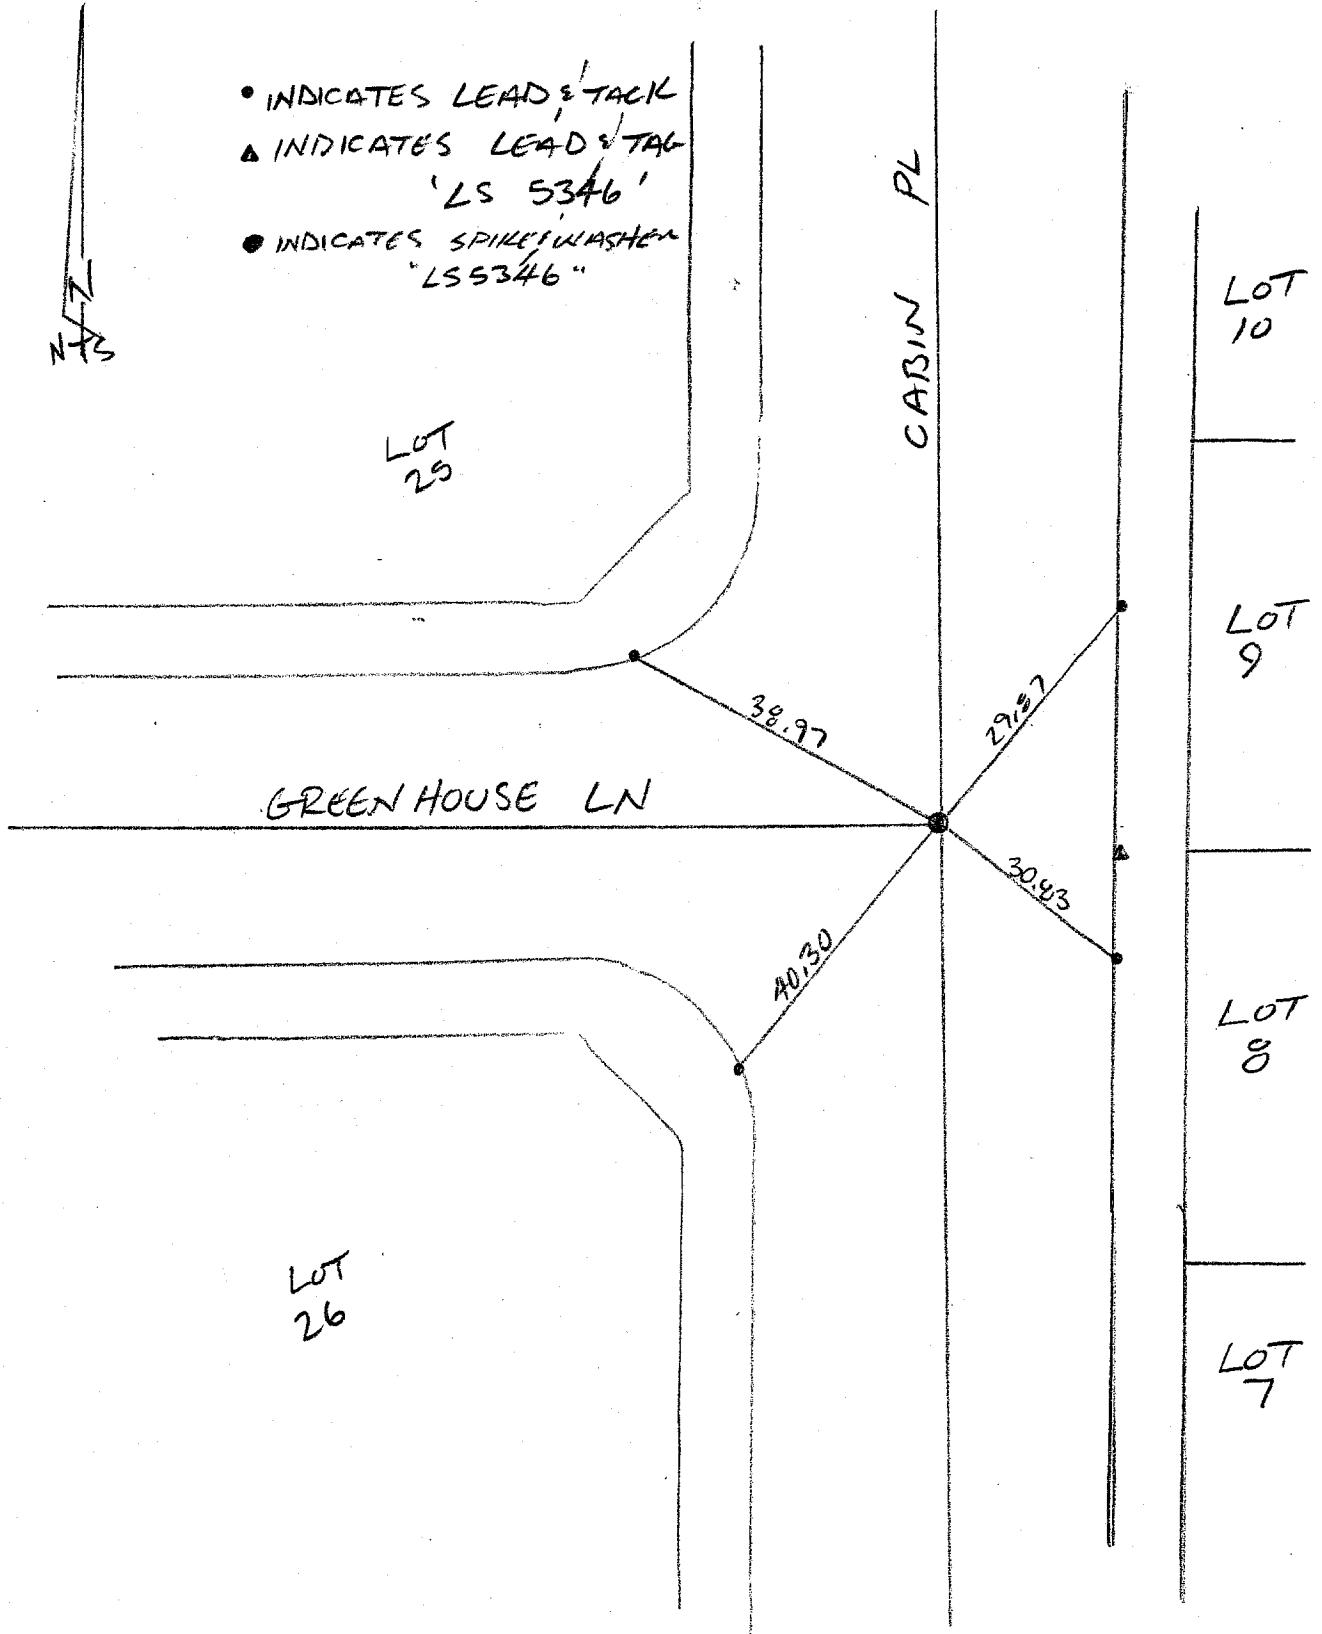 • INDICATES LEAD & TACK
▲ INDICATES LEAD & TAG
'LS 5346'
● INDICATES SPIKE & WASHER
"LS5346"
N
NTS
CABIN PL
LOT
10
LOT
25
LOT
9
38.97
29.87
GREENHOUSE LN
30.83
40.30
LOT
8
LOT
26
LOT
7